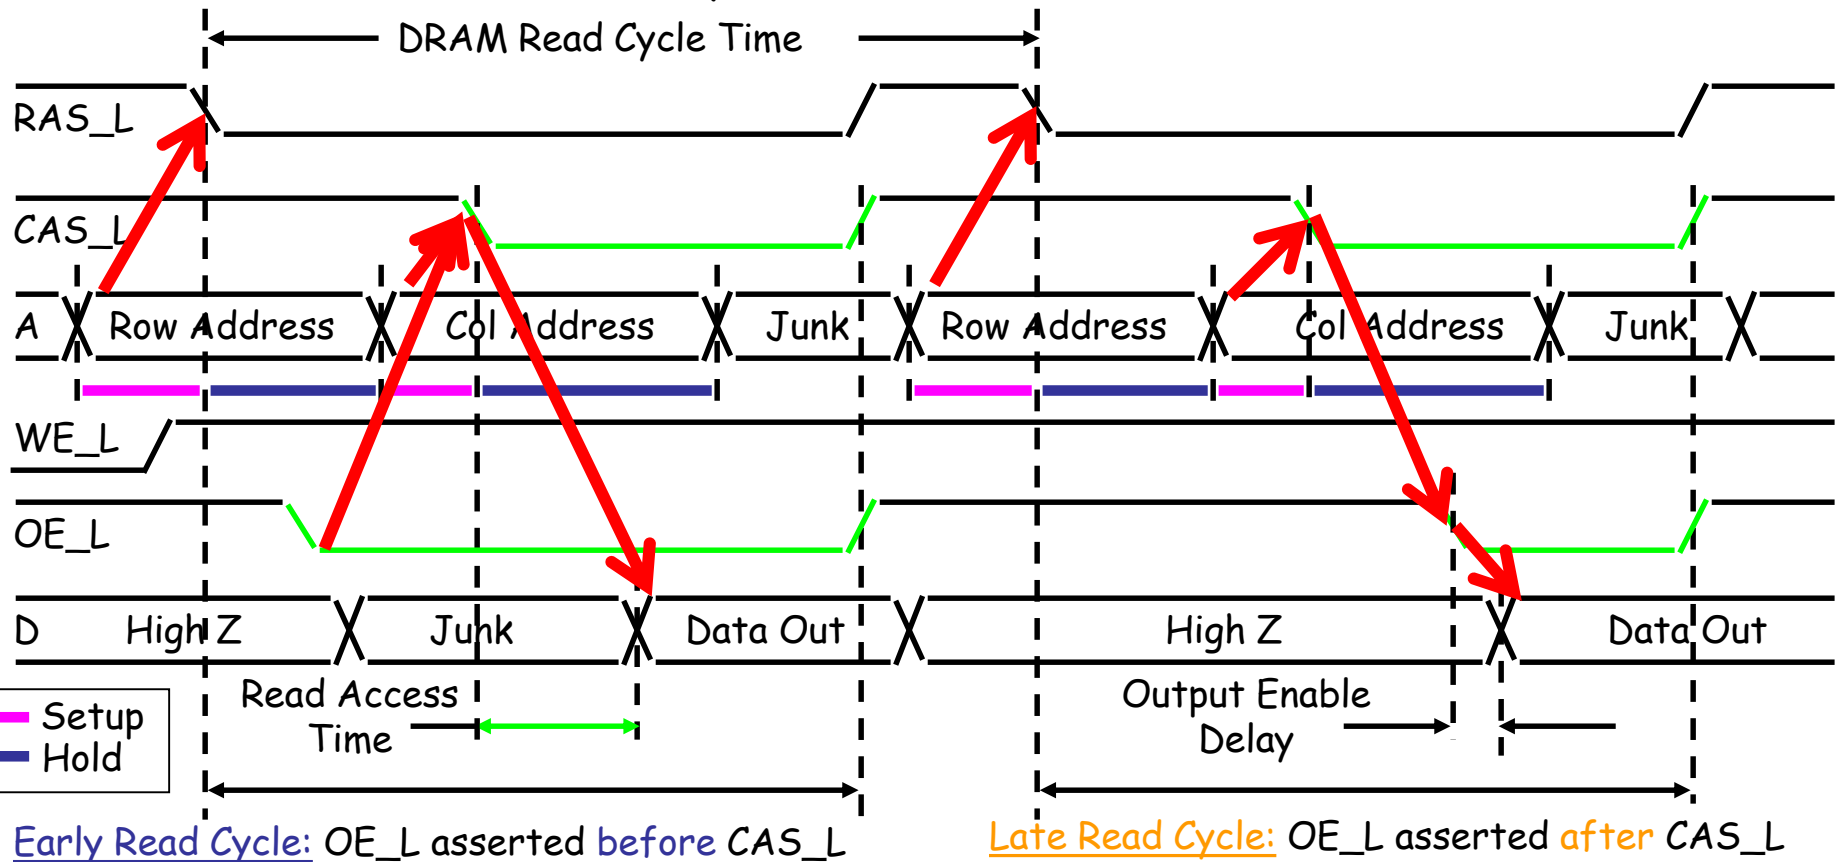 DRAM Read Cycle Time
RAS_L
CAS_L
A Row Address Col Address Junk Row Address Col Address Junk
WE_L
OE_L
D High Z Junk Data Out High Z Data Out
Read Access
Time
Output Enable
Delay
Setup
Hold
Early Read Cycle: OE_L asserted before CAS_L
Late Read Cycle: OE_L asserted after CAS_L